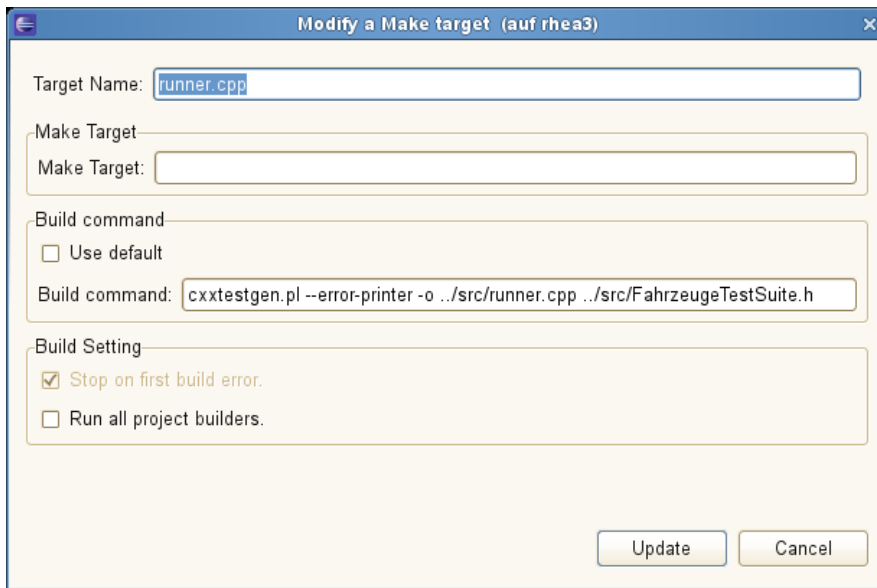 Modify a Make target (auf rhea3)
Target Name: runner.cpp
Make Target
Make Target:
Build command
Use default
Build command: cxxtestgen.pl --error-printer -o ../src/runner.cpp ../src/FahrzeugeTestSuite.h
Build Setting
Stop on first build error.
Run all project builders.
Update Cancel